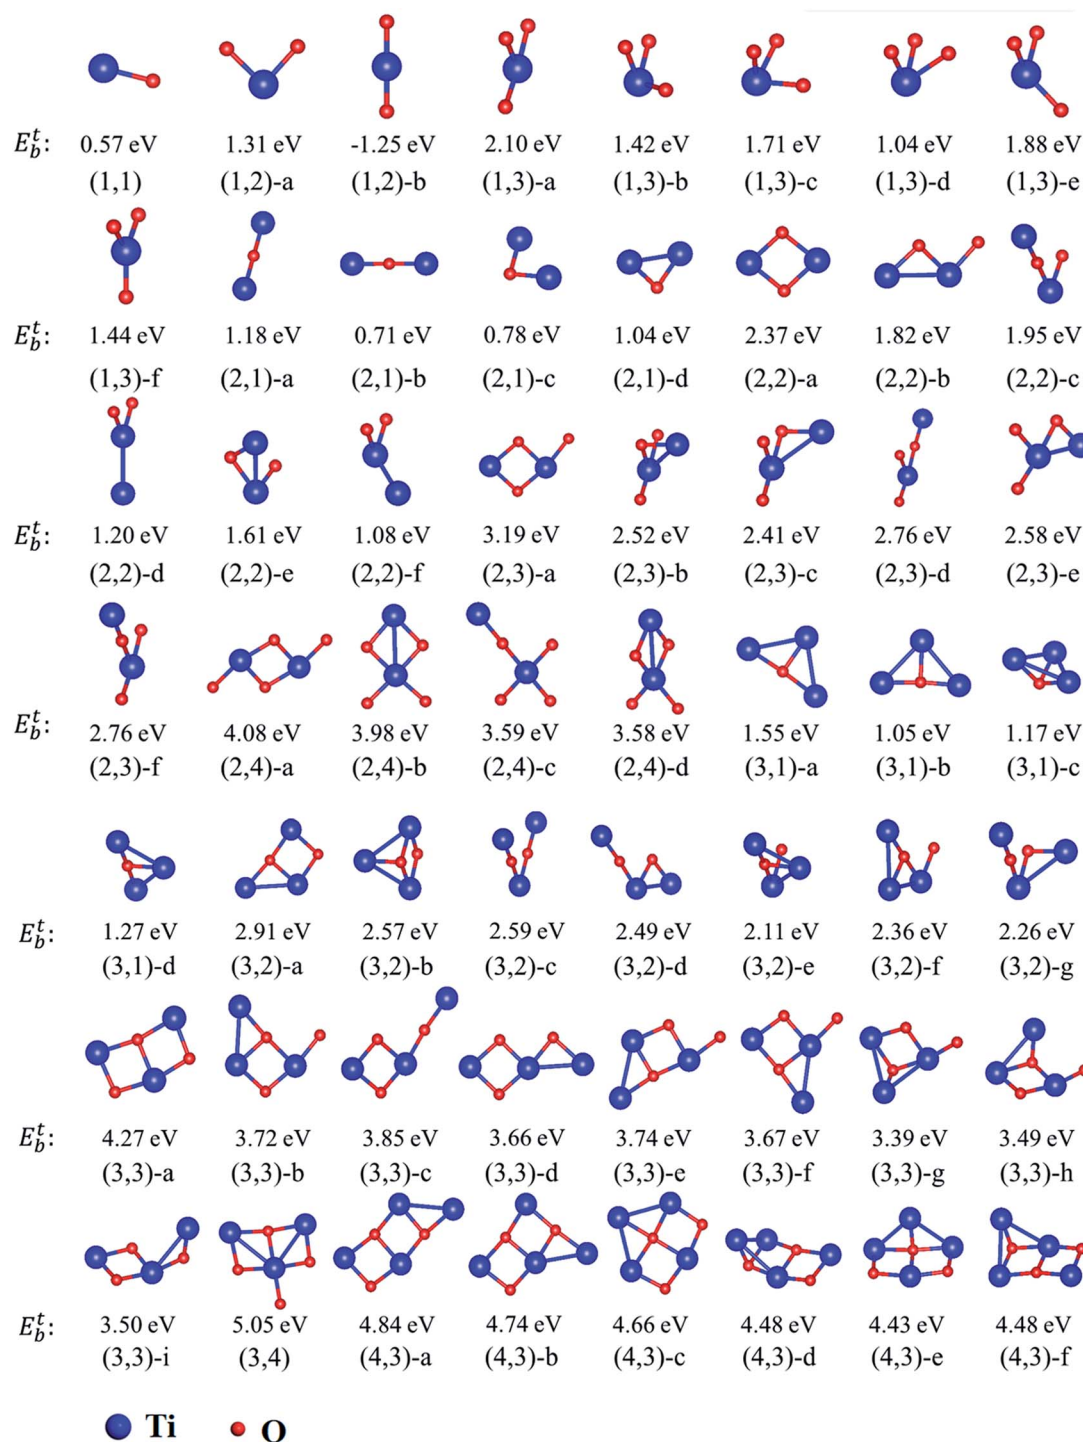 E_b^t: 0.57 eV 1.31 eV -1.25 eV 2.10 eV 1.42 eV 1.71 eV 1.04 eV 1.88 eV
(1,1) (1,2)-a (1,2)-b (1,3)-a (1,3)-b (1,3)-c (1,3)-d (1,3)-e
E_b^t: 1.44 eV 1.18 eV 0.71 eV 0.78 eV 1.04 eV 2.37 eV 1.82 eV 1.95 eV
(1,3)-f (2,1)-a (2,1)-b (2,1)-c (2,1)-d (2,2)-a (2,2)-b (2,2)-c
E_b^t: 1.20 eV 1.61 eV 1.08 eV 3.19 eV 2.52 eV 2.41 eV 2.76 eV 2.58 eV
(2,2)-d (2,2)-e (2,2)-f (2,3)-a (2,3)-b (2,3)-c (2,3)-d (2,3)-e
E_b^t: 2.76 eV 4.08 eV 3.98 eV 3.59 eV 3.58 eV 1.55 eV 1.05 eV 1.17 eV
(2,3)-f (2,4)-a (2,4)-b (2,4)-c (2,4)-d (3,1)-a (3,1)-b (3,1)-c
E_b^t: 1.27 eV 2.91 eV 2.57 eV 2.59 eV 2.49 eV 2.11 eV 2.36 eV 2.26 eV
(3,1)-d (3,2)-a (3,2)-b (3,2)-c (3,2)-d (3,2)-e (3,2)-f (3,2)-g
E_b^t: 4.27 eV 3.72 eV 3.85 eV 3.66 eV 3.74 eV 3.67 eV 3.39 eV 3.49 eV
(3,3)-a (3,3)-b (3,3)-c (3,3)-d (3,3)-e (3,3)-f (3,3)-g (3,3)-h
E_b^t: 3.50 eV 5.05 eV 4.84 eV 4.74 eV 4.66 eV 4.48 eV 4.43 eV 4.48 eV
(3,3)-i (3,4) (4,3)-a (4,3)-b (4,3)-c (4,3)-d (4,3)-e (4,3)-f
Ti O